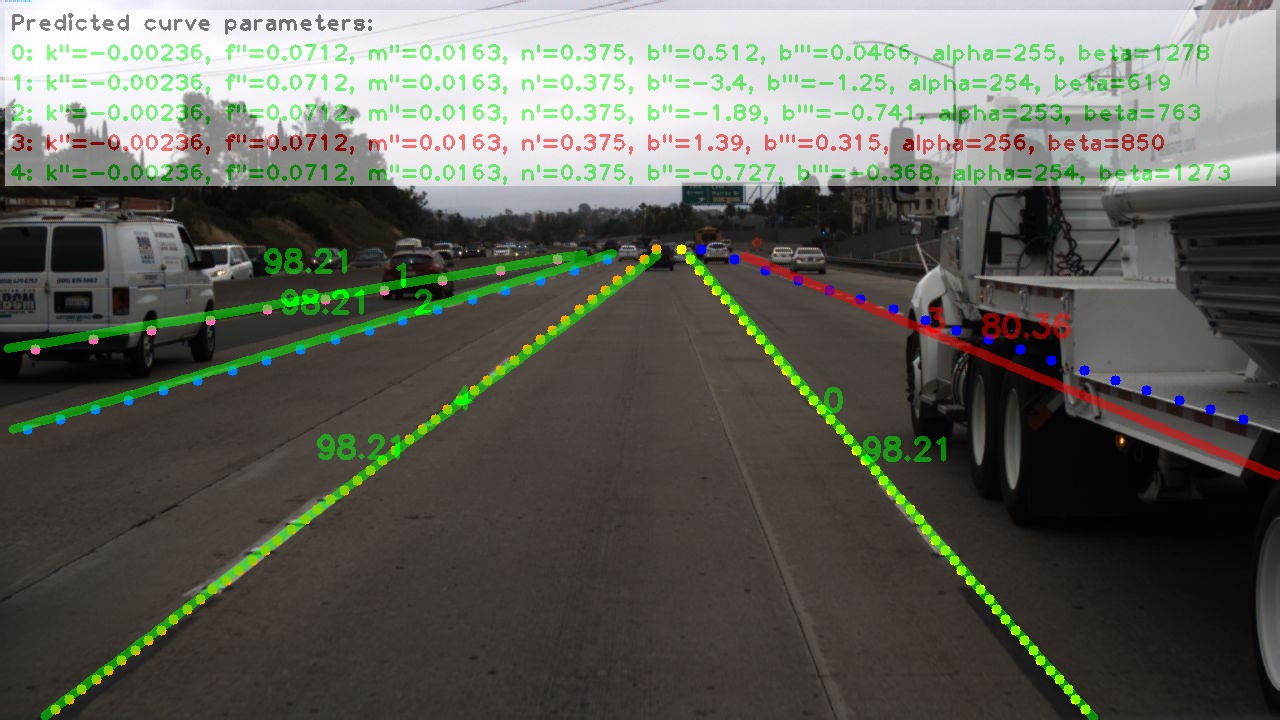 Predicted curve parameters:
0: k''=-0.00236, f''=0.0712, m''=0.0163, n'=0.375, b''=0.512, b'''=0.0466, alpha=255, beta=1278
1: k''=-0.00236, f''=0.0712, m''=0.0163, n'=0.375, b''=-3.4, b'''=-1.25, alpha=254, beta=619
2: k''=-0.00236, f''=0.0712, m''=0.0163, n'=0.375, b''=-1.89, b'''=-0.741, alpha=253, beta=763
3: k''=-0.00236, f''=0.0712, m''=0.0163, n'=0.375, b''=1.39, b'''=0.315, alpha=256, beta=850
4: k''=-0.00236, f''=0.0712, m''=0.0163, n'=0.375, b''=-0.727, b'''=-0.368, alpha=254, beta=1273
98.21 1
98.21 2
3 80.36
4 0
98.21 98.21